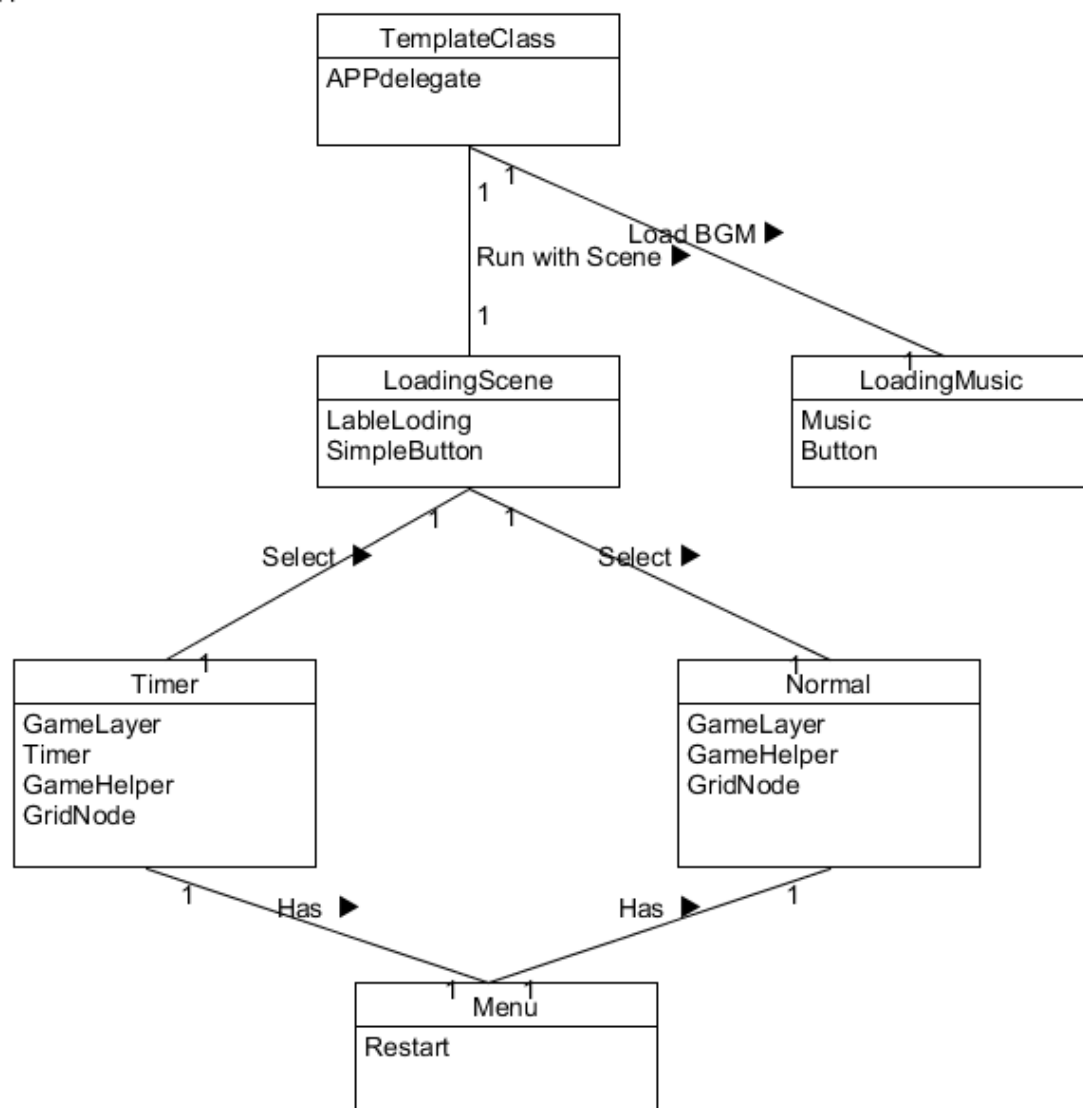 TemplateClass
APPdelegate
1
1
Load BGM ▶
Run with Scene ▶
1
1
LoadingScene
LableLoding
SimpleButton
LoadingMusic
Music
Button
1
1
Select ▶
Select ▶
1
1
Timer
GameLayer
Timer
GameHelper
GridNode
Normal
GameLayer
GameHelper
GridNode
1
1
Has ▶
Has ▶
1
1
Menu
Restart